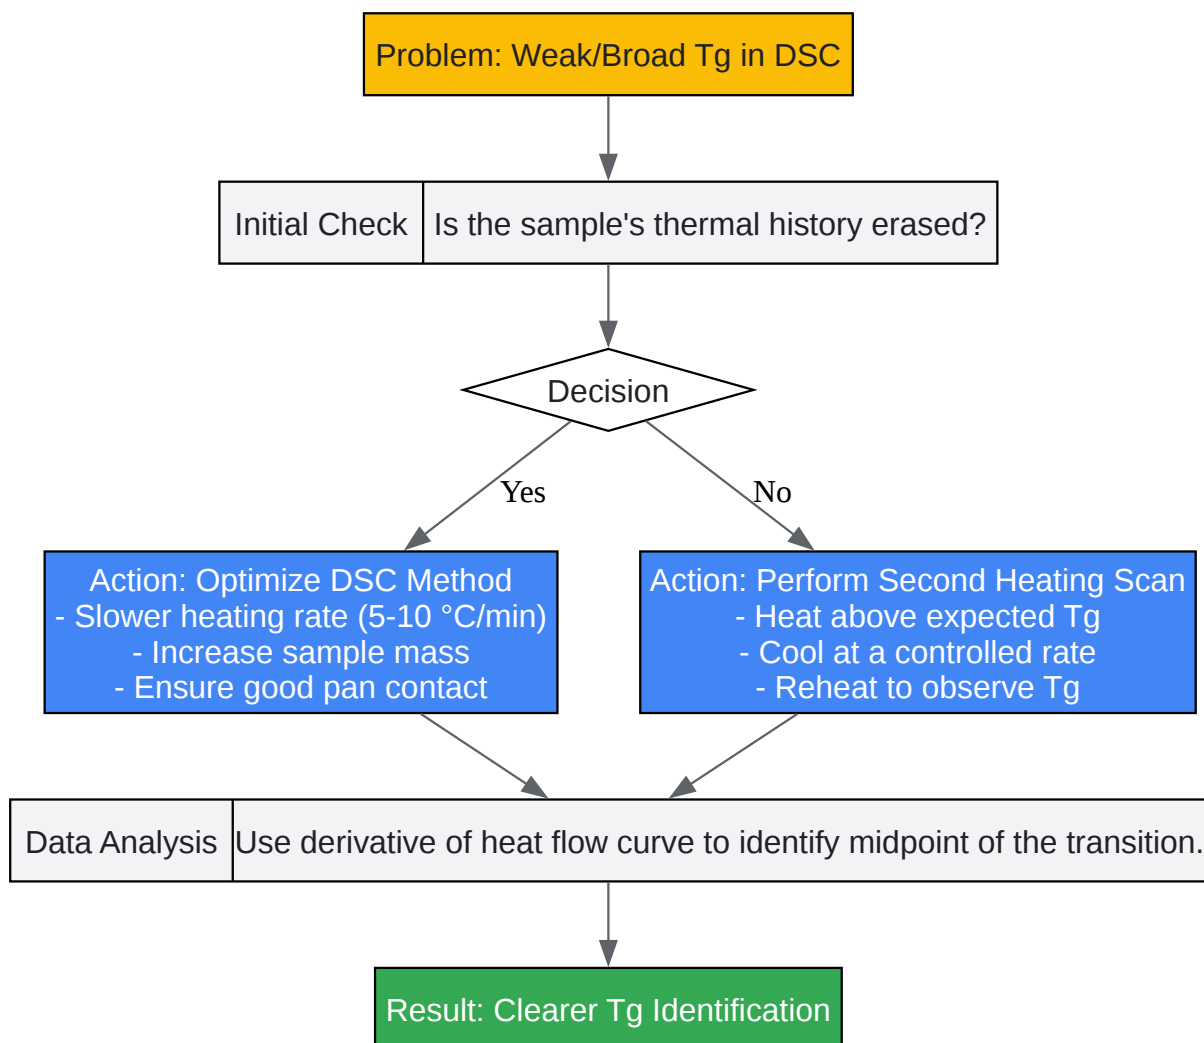 Problem: Weak/Broad Tg in DSC
Initial Check
Is the sample's thermal history erased?
Decision
Yes
No
Action: Optimize DSC Method
- Slower heating rate (5-10 °C/min)
- Increase sample mass
- Ensure good pan contact
Action: Perform Second Heating Scan
- Heat above expected Tg
- Cool at a controlled rate
- Reheat to observe Tg
Data Analysis
Use derivative of heat flow curve to identify midpoint of the transition.
Result: Clearer Tg Identification